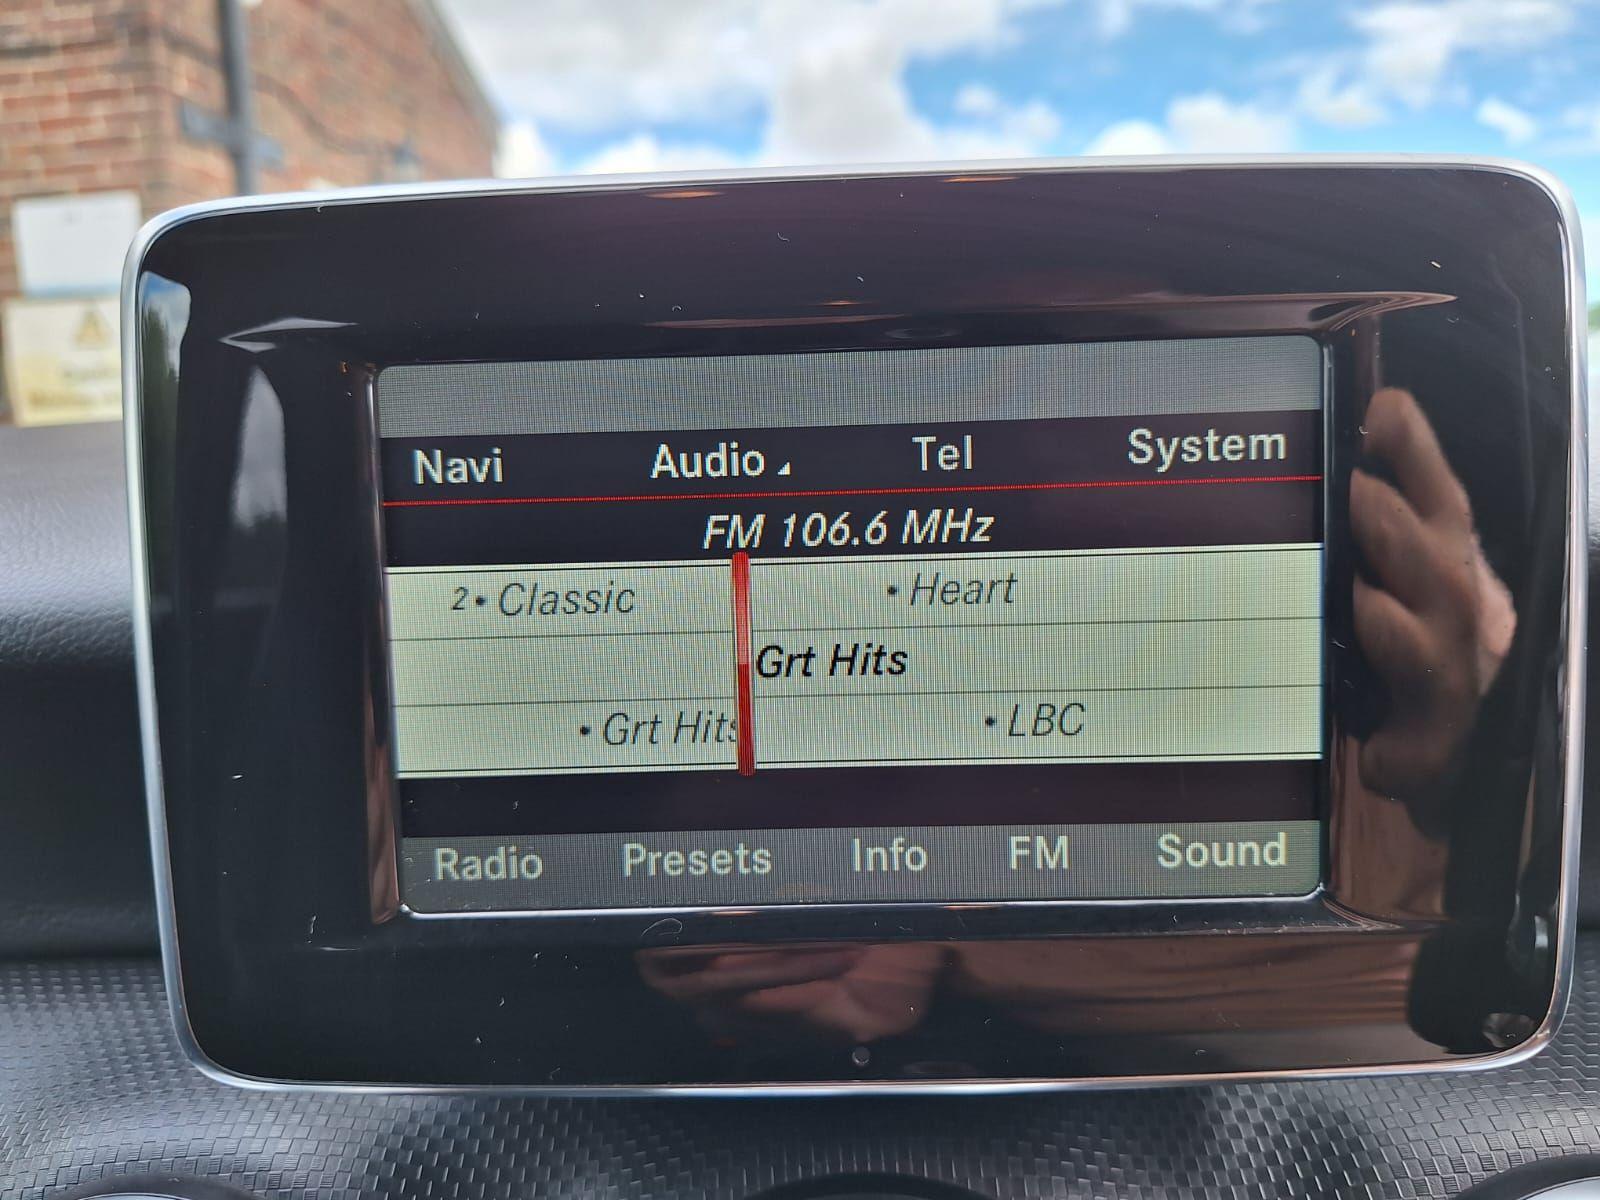 Navi Audio Tel System
FM 106.6 MHz
2• Classic • Heart
Grt Hits
• Grt Hits • LBC
Radio Presets Info FM Sound